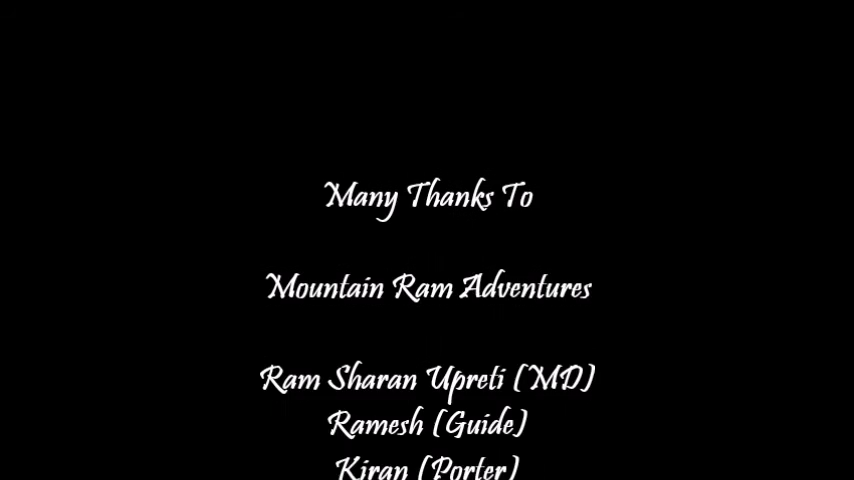 Many Thanks To
Mountain Ram Adventures
Ram Sharan Upreti (MD)
Ramesh (Guide)
Kiran (Porter)